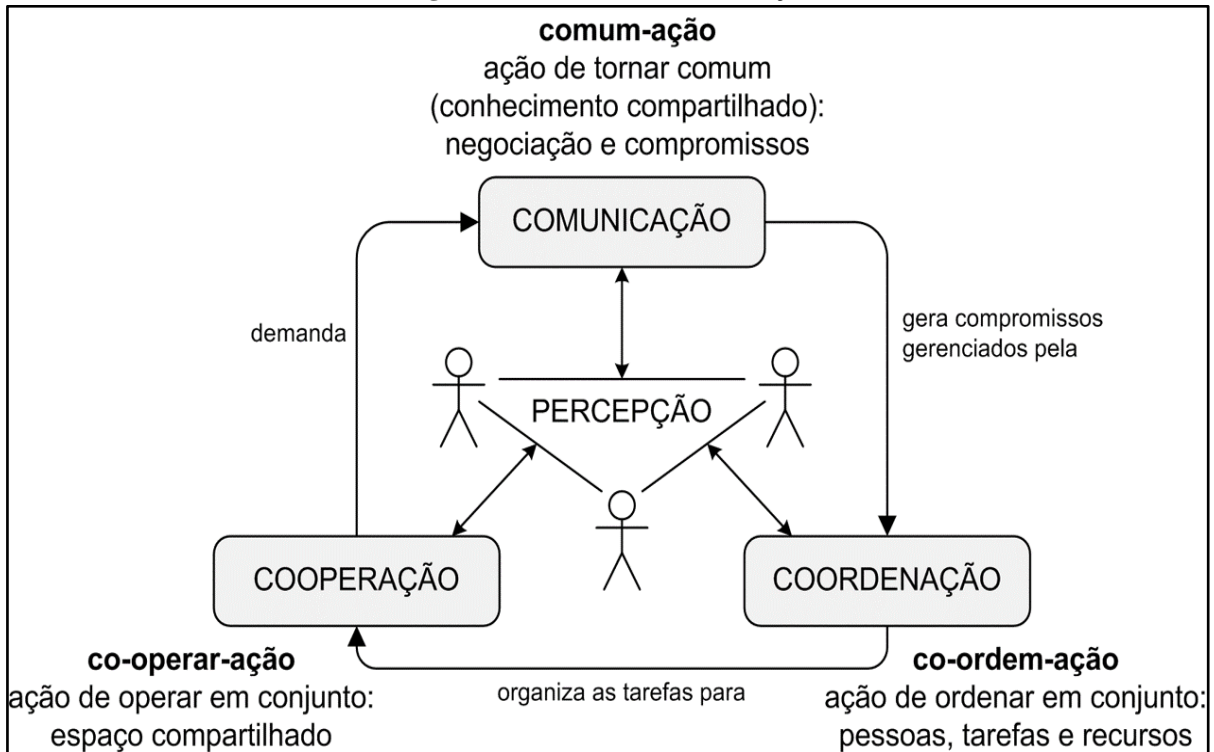 comum-ação
ação de tornar comum
(conhecimento compartilhado):
negociação e compromissos
COMUNICAÇÃO
demanda
gera compromissos
gerenciados pela
PERCEPÇÃO
COOPERAÇÃO
COORDENAÇÃO
co-operar-ação
ação de operar em conjunto:
espaço compartilhado
organiza as tarefas para
co-ordem-ação
ação de ordenar em conjunto:
pessoas, tarefas e recursos